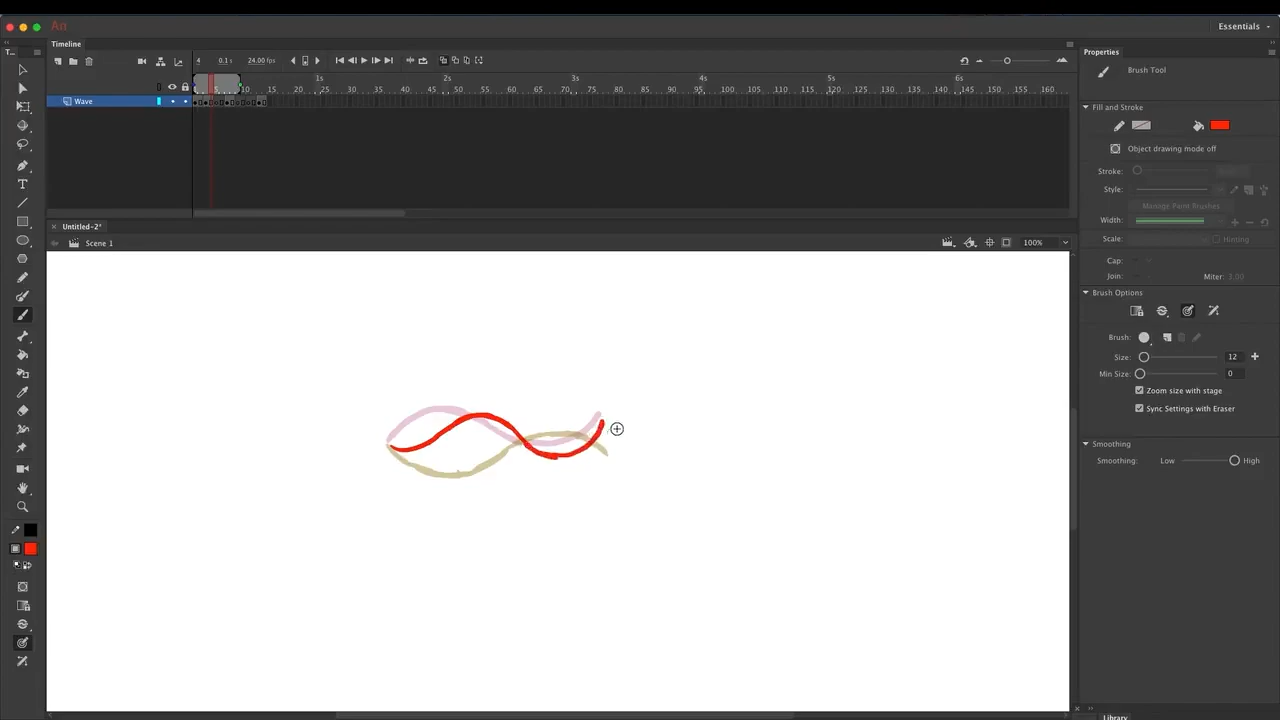 An
Essentials
Timeline
4 0.1 s 24.00 fps
1s 2s 3s 4s 5s 6s
5 10 15 20 25 30 35 40 45 50 55 60 65 70 75 80 85 90 95 100 105 110 115 120 125 130 135 140 145 150 155 160
Wave
Untitled-2*
Scene 1
100%
T...
Properties
Brush Tool
Fill and Stroke
Object drawing mode off
Stroke:
Style:
Manage Paint Brushes
Width:
Scale: Hinting
Cap:
Join: Miter: 3.00
Brush Options
Brush:
Size: 12
Min Size: 0
Zoom size with stage
Sync Settings with Eraser
Smoothing
Smoothing: Low High
Library